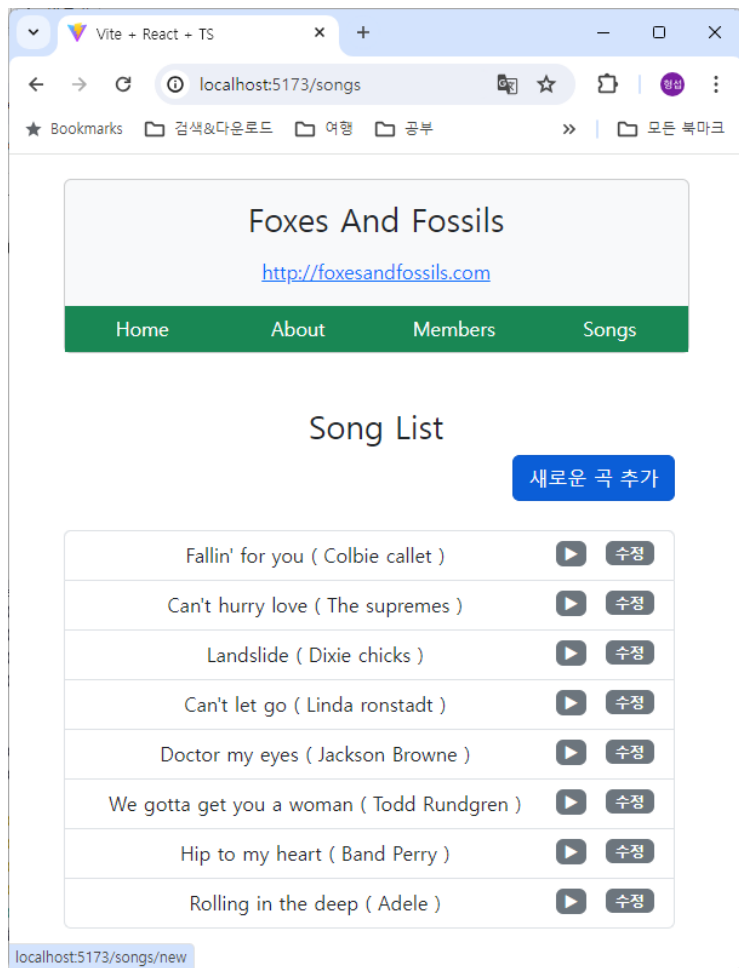 Vite + React + TS
localhost:5173/songs
형섭
Bookmarks 검색&다운로드 여행 공부 » 모든 북마크
Foxes And Fossils
http://foxesandfossils.com
Home About Members Songs
Song List
새로운 곡 추가
Fallin' for you ( Colbie callet ) 수정
Can't hurry love ( The supremes ) 수정
Landslide ( Dixie chicks ) 수정
Can't let go ( Linda ronstadt ) 수정
Doctor my eyes ( Jackson Browne ) 수정
We gotta get you a woman ( Todd Rundgren ) 수정
Hip to my heart ( Band Perry ) 수정
Rolling in the deep ( Adele ) 수정
localhost:5173/songs/new